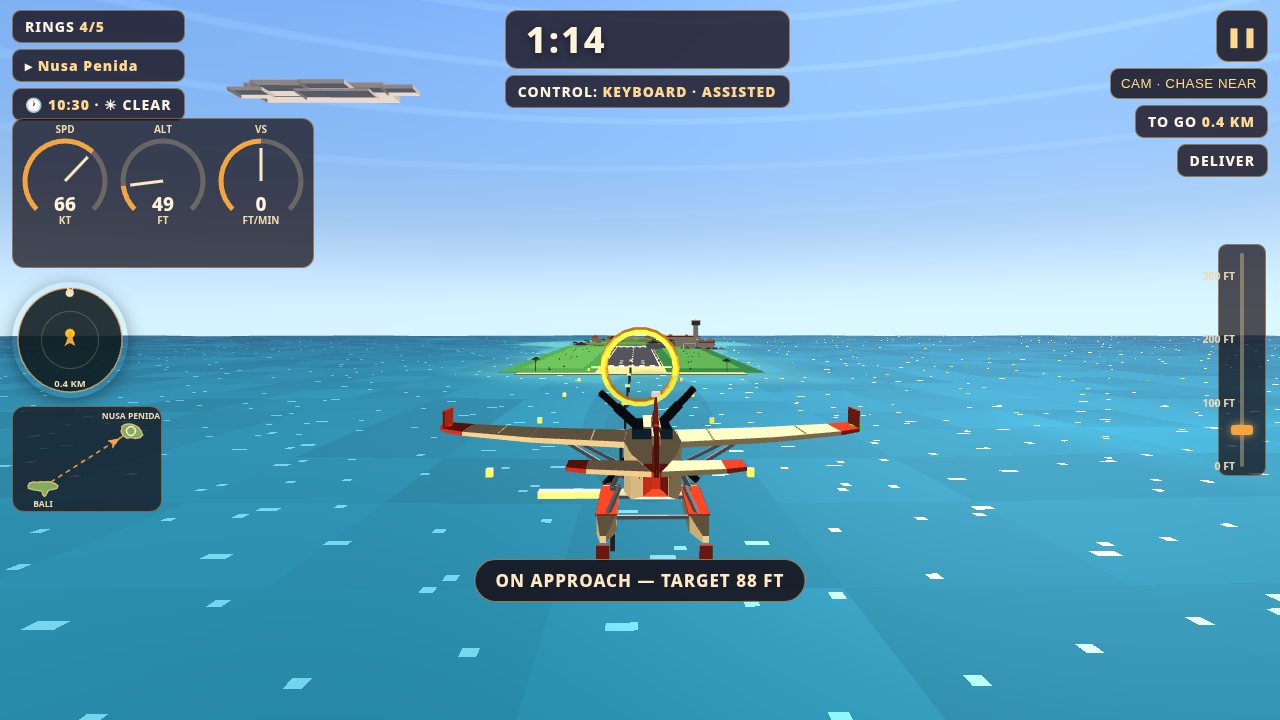 RINGS 4/5
▸ Nusa Penida
🕙 10:30 · ☀ CLEAR
SPD ALT VS
66 49 0
KT FT FT/MIN
0.4 KM
NUSA PENIDA
BALI
1:14
CONTROL: KEYBOARD · ASSISTED
CAM · CHASE NEAR
TO GO 0.4 KM
DELIVER
300 FT
200 FT
100 FT
0 FT
ON APPROACH — TARGET 88 FT